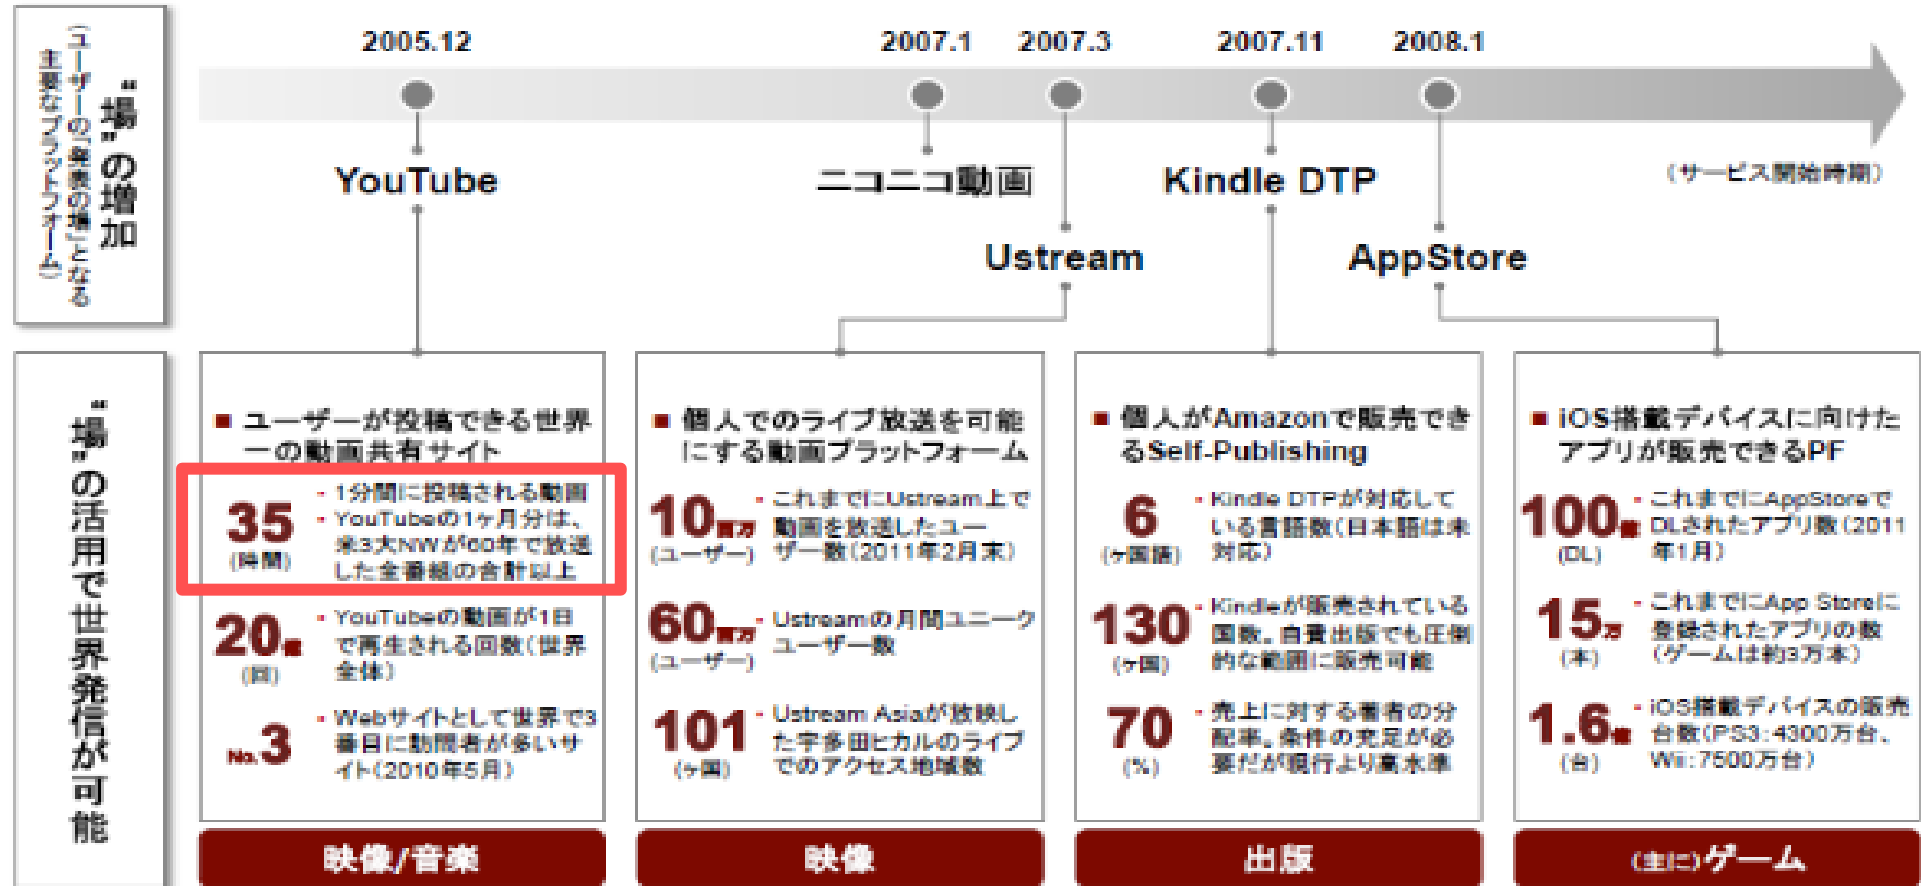 “場”の増加
(ユーザーの「発表の場」となる
主要なプラットフォーム)
2005.12
2007.1
2007.3
2007.11
2008.1
YouTube
ニコニコ動画
Kindle DTP
(サービス開始時期)
Ustream
AppStore
“場”の活用で世界発信が可能
■ ユーザーが投稿できる世界
一の動画共有サイト
35
(時間)
・1分間に投稿される動画
・YouTubeの1ヶ月分は、
米3大NWが60年で放送
した全番組の合計以上
20億
(回)
・YouTubeの動画が1日
で再生される回数(世界
全体)
No.3
・Webサイトとして世界で3
番目に訪問者が多いサ
イト(2010年5月)
映像/音楽
■ 個人でのライブ放送を可能
にする動画プラットフォーム
10百万
(ユーザー)
・これまでにUstream上で
動画を放送したユー
ザー数(2011年2月末)
60百万
(ユーザー)
・Ustreamの月間ユニーク
ユーザー数
101
(ヶ国)
・Ustream Asiaが放映し
た宇多田ヒカルのライブ
でのアクセス地域数
映像
■ 個人がAmazonで販売でき
るSelf-Publishing
6
(ヶ国語)
・Kindle DTPが対応して
いる言語数(日本語は未
対応)
130
(ヶ国)
・Kindleが販売されている
国数。自費出版でも圧倒
的な範囲に販売可能
70
(%)
・売上に対する著者の分
配率。条件の充足が必
要だが現行より高水準
出版
■ iOS搭載デバイスに向けた
アプリが販売できるPF
100億
(DL)
・これまでにAppStoreで
DLされたアプリ数(2011
年1月)
15万
(本)
・これまでにApp Storeに
登録されたアプリの数
(ゲームは約3万本)
1.6億
(台)
・iOS搭載デバイスの販売
台数(PS3:4300万台、
Wii:7500万台)
(主に)ゲーム